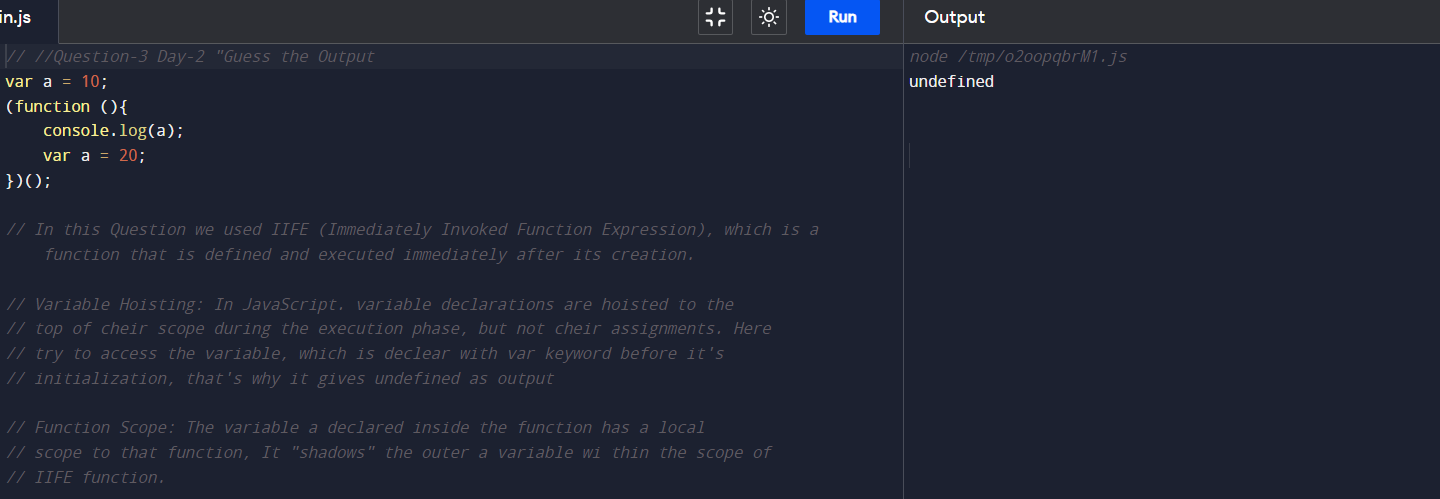 in.js
Run
Output
// //Question-3 Day-2 "Guess the Output
var a = 10;
(function (){
    console.log(a);
    var a = 20;
})();
// In this Question we used IIFE (Immediately Invoked Function Expression), which is a
    function that is defined and executed immediately after its creation.
// Variable Hoisting: In JavaScript. variable declarations are hoisted to the
// top of cheir scope during the execution phase, but not cheir assignments. Here
// try to access the variable, which is declear with var keyword before it's
// initialization, that's why it gives undefined as output
// Function Scope: The variable a declared inside the function has a local
// scope to that function, It "shadows" the outer a variable wi thin the scope of
// IIFE function.
node /tmp/o2oopqbrM1.js
undefined